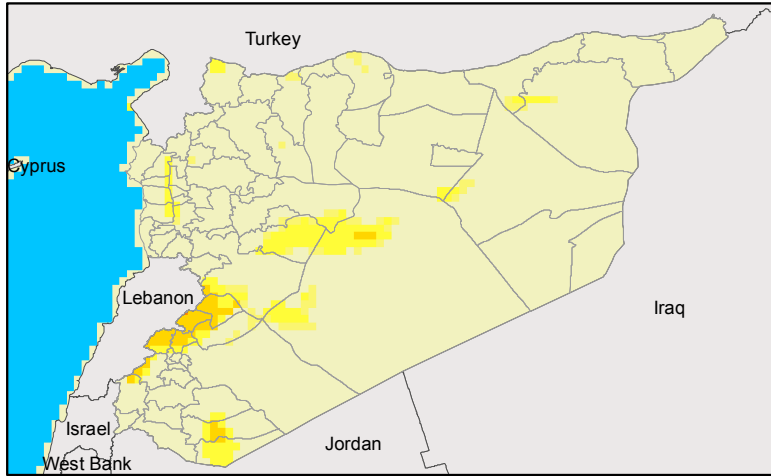 Turkey
Cyprus
Lebanon
Iraq
Israel
Jordan
West Bank